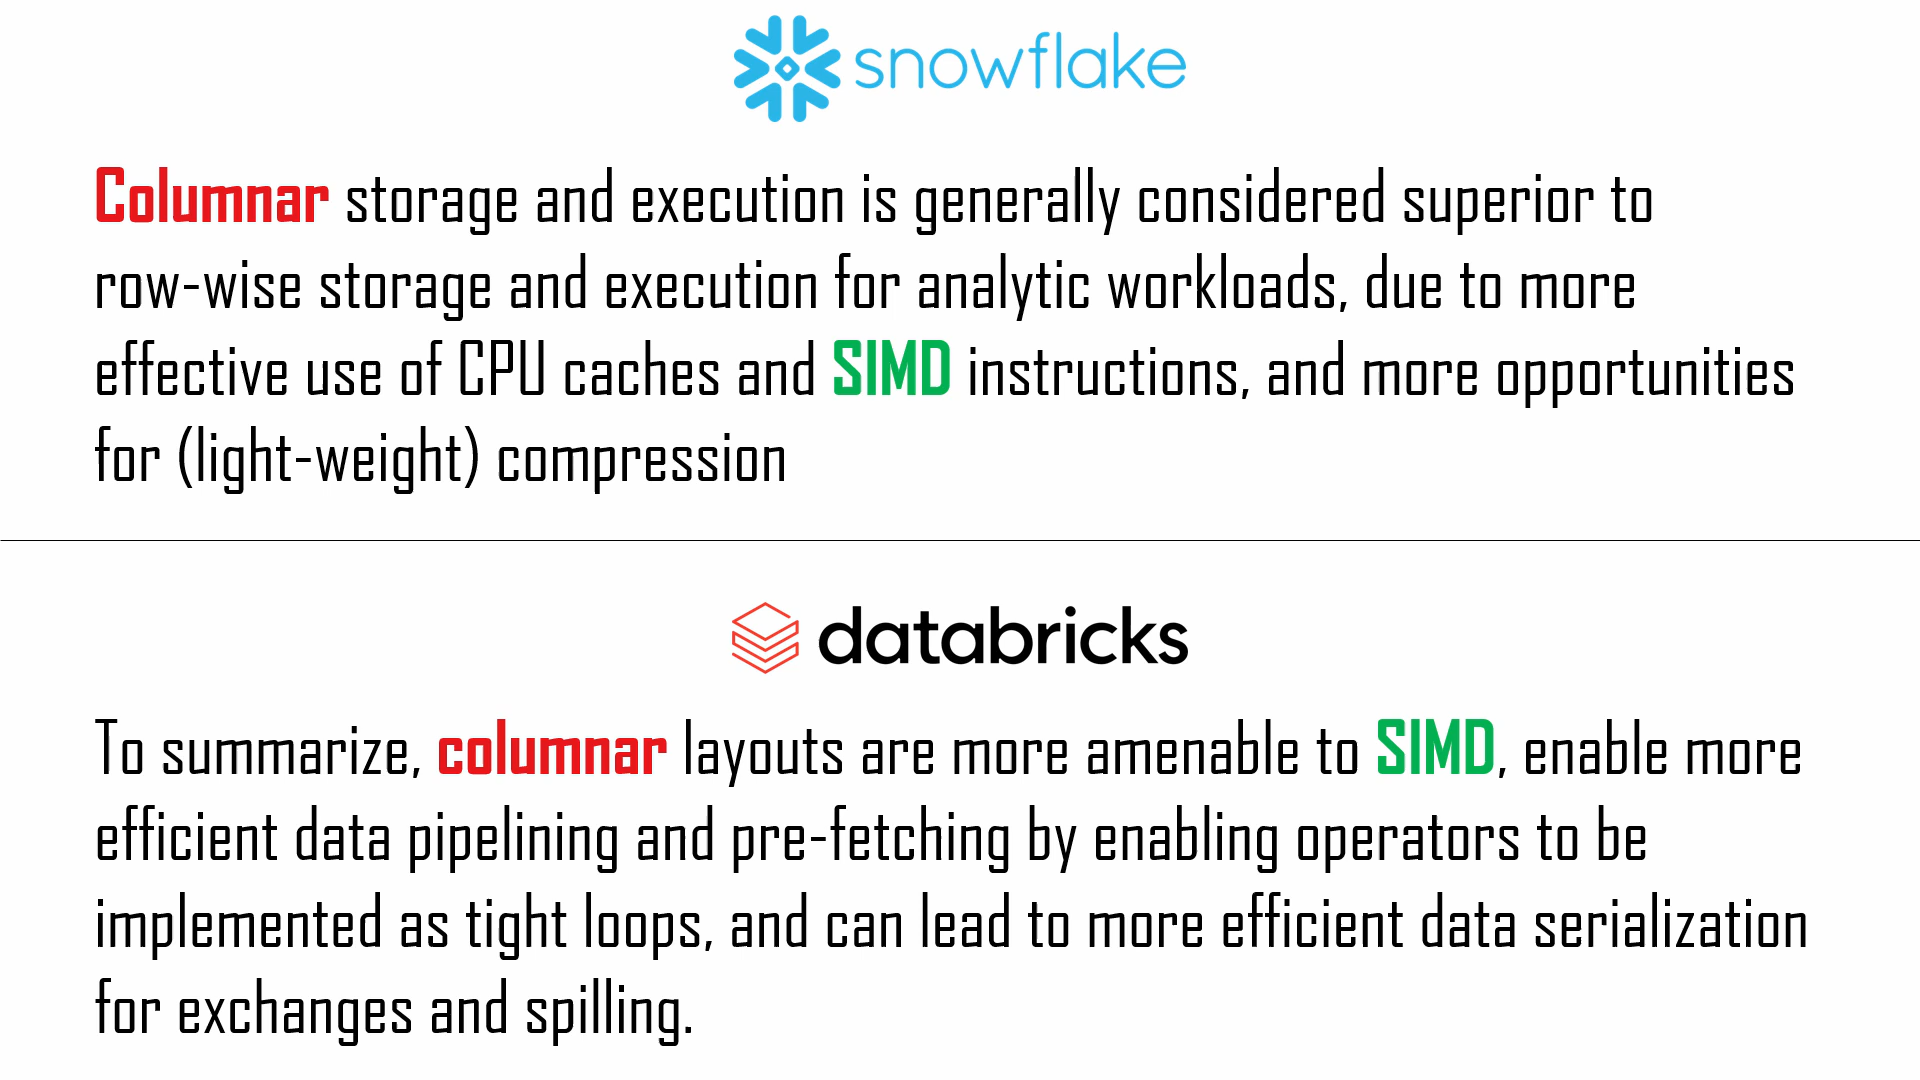 snowflake
Columnar storage and execution is generally considered superior to
row-wise storage and execution for analytic workloads, due to more
effective use of CPU caches and SIMD instructions, and more opportunities
for (light-weight) compression
databricks
To summarize, columnar layouts are more amenable to SIMD, enable more
efficient data pipelining and pre-fetching by enabling operators to be
implemented as tight loops, and can lead to more efficient data serialization
for exchanges and spilling.